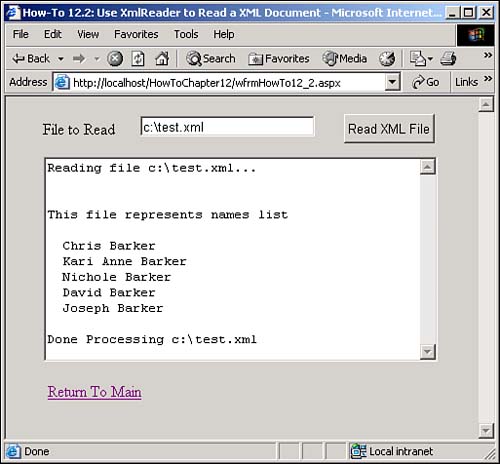 How-To 12.2: Use XmlReader to Read a XML Document - Microsoft Internet...
File Edit View Favorites Tools Help
Back Search Favorites Media
Address http://localhost/HowToChapter12/wfrmHowTo12_2.aspx Go Links »
File to Read c:\test.xml Read XML File
Reading file c:\test.xml...
This file represents names list
Chris Barker
Kari Anne Barker
Nichole Barker
David Barker
Joseph Barker
Done Processing c:\test.xml
Return To Main
Done Local intranet